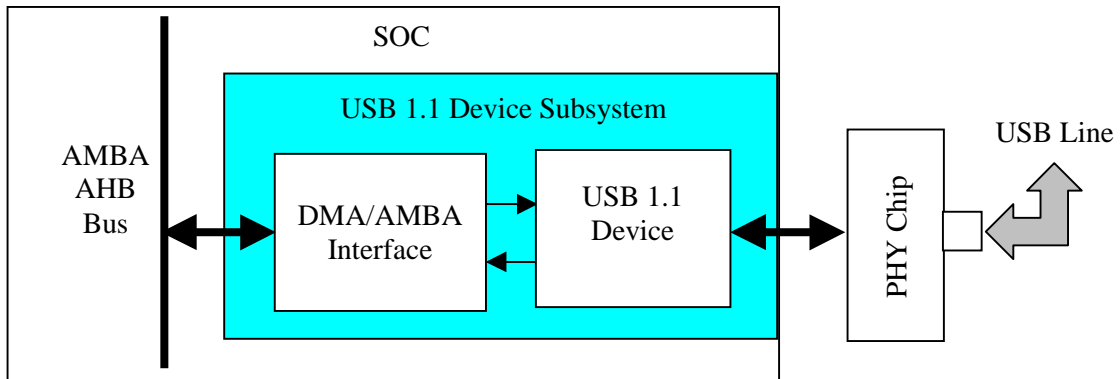 SOC
USB 1.1 Device Subsystem
AMBA
AHB
Bus
DMA/AMBA
Interface
USB 1.1
Device
PHY Chip
USB Line